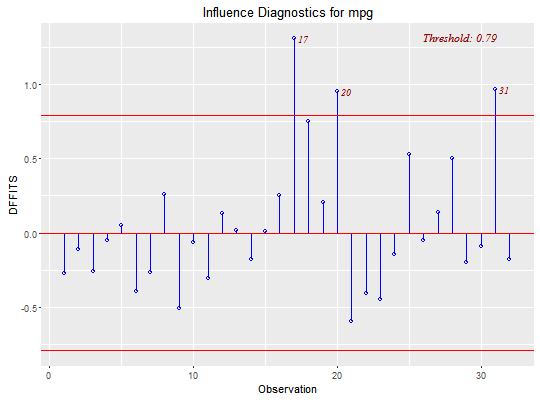 Influence Diagnostics for mpg
Threshold: 0.79
17
20
31
1.0
0.5
0.0
-0.5
DFFITS
0
10
20
30
Observation